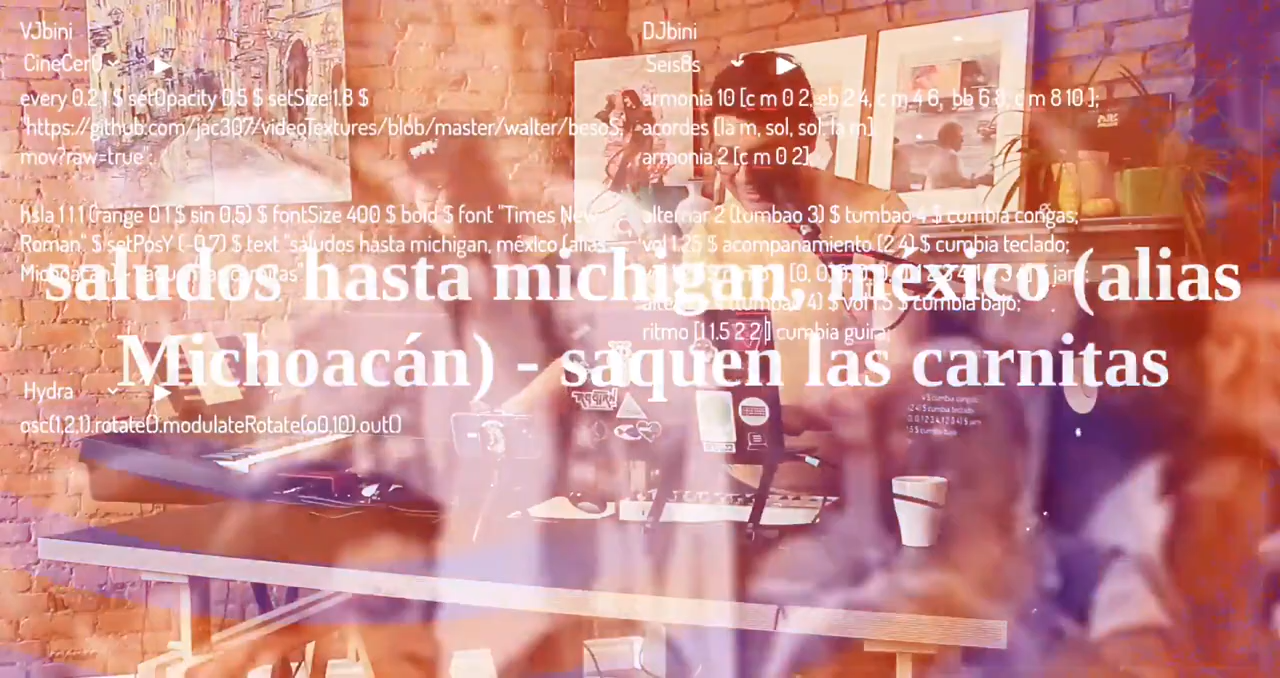 VJbini
CineCer0
every 0.2 1 $ setOpacity 0.5 $ setSize 1.8 $
"https://github.com/jac307/videoTextures/blob/master/walter/beso5.
mov?raw=true";
hsla 1 1 1 (range 0 1 $ sin 0.5) $ fontSize 400 $ bold $ font "Times New
Roman" $ setPosY (-0.7) $ text "saludos hasta michigan, méxico (alias
Michoacán) - saquen las carnitas"
Hydra
osc(1,2,1).rotate().modulateRotate(o0,10).out()
DJbini
Seis8s
armonia 10 [c m 0 2, eb 2 4, c m 4 6, bb 6 8, c m 8 10 ];
acordes [la m, sol, sol, la m];
armonia 2 [c m 0 2];
alternar 2 (tumbao 3) $ tumbao 4 $ cumbia congas;
vol 1.25 $ acompanamiento (2 4) $ cumbia teclado;
alternar 4 (tumbao 4) $ vol 1.5 $ cumbia bajo;
ritmo [1 1.5 2 2 ] cumbia guira;
saludos hasta michigan, méxico (alias
Michoacán) - saquen las carnitas